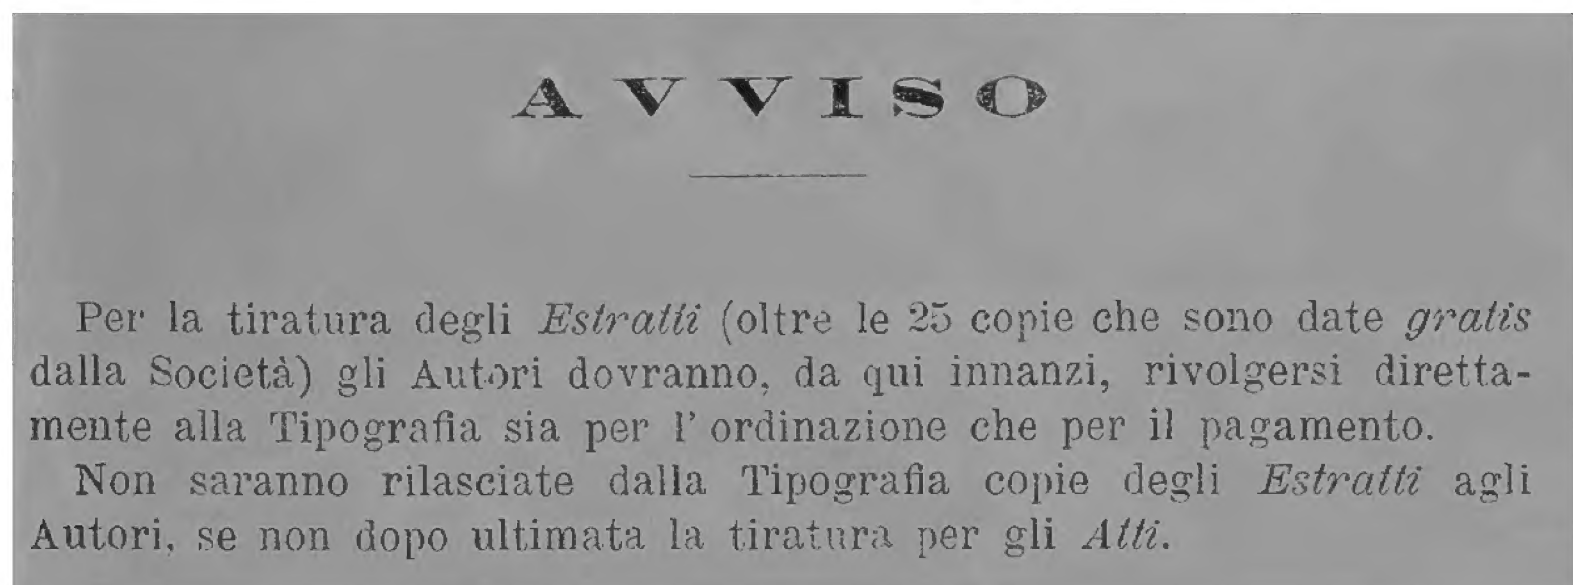 AVVISO
Per la tiratura degli Estratti (oltre le 25 copie che sono date gratis
dalla Società) gli Autori dovranno, da qui innanzi, rivolgersi diretta-
mente alla Tipografia sia per l' ordinazione che per il pagamento.
Non saranno rilasciate dalla Tipografia copie degli Estratti agli
Autori, se non dopo ultimata la tiratura per gli Atti.